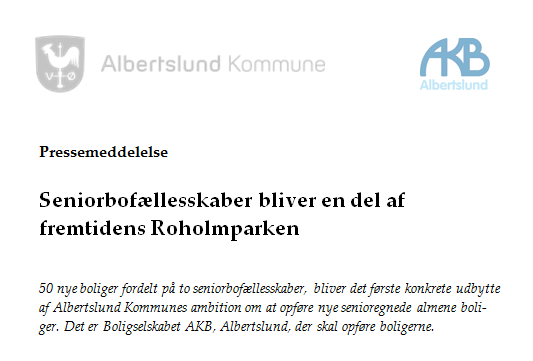 V Ø
Albertslund Kommune
AKB
Albertslund
Pressemeddelelse
Seniorbofællesskaber bliver en del af
fremtidens Roholmparken
50 nye boliger fordelt på to seniorbofællesskaber, bliver det første konkrete udbytte
af Albertslund Kommunes ambition om at opføre nye senioregnede almene boli-
ger. Det er Boligselskabet AKB, Albertslund, der skal opføre boligerne.